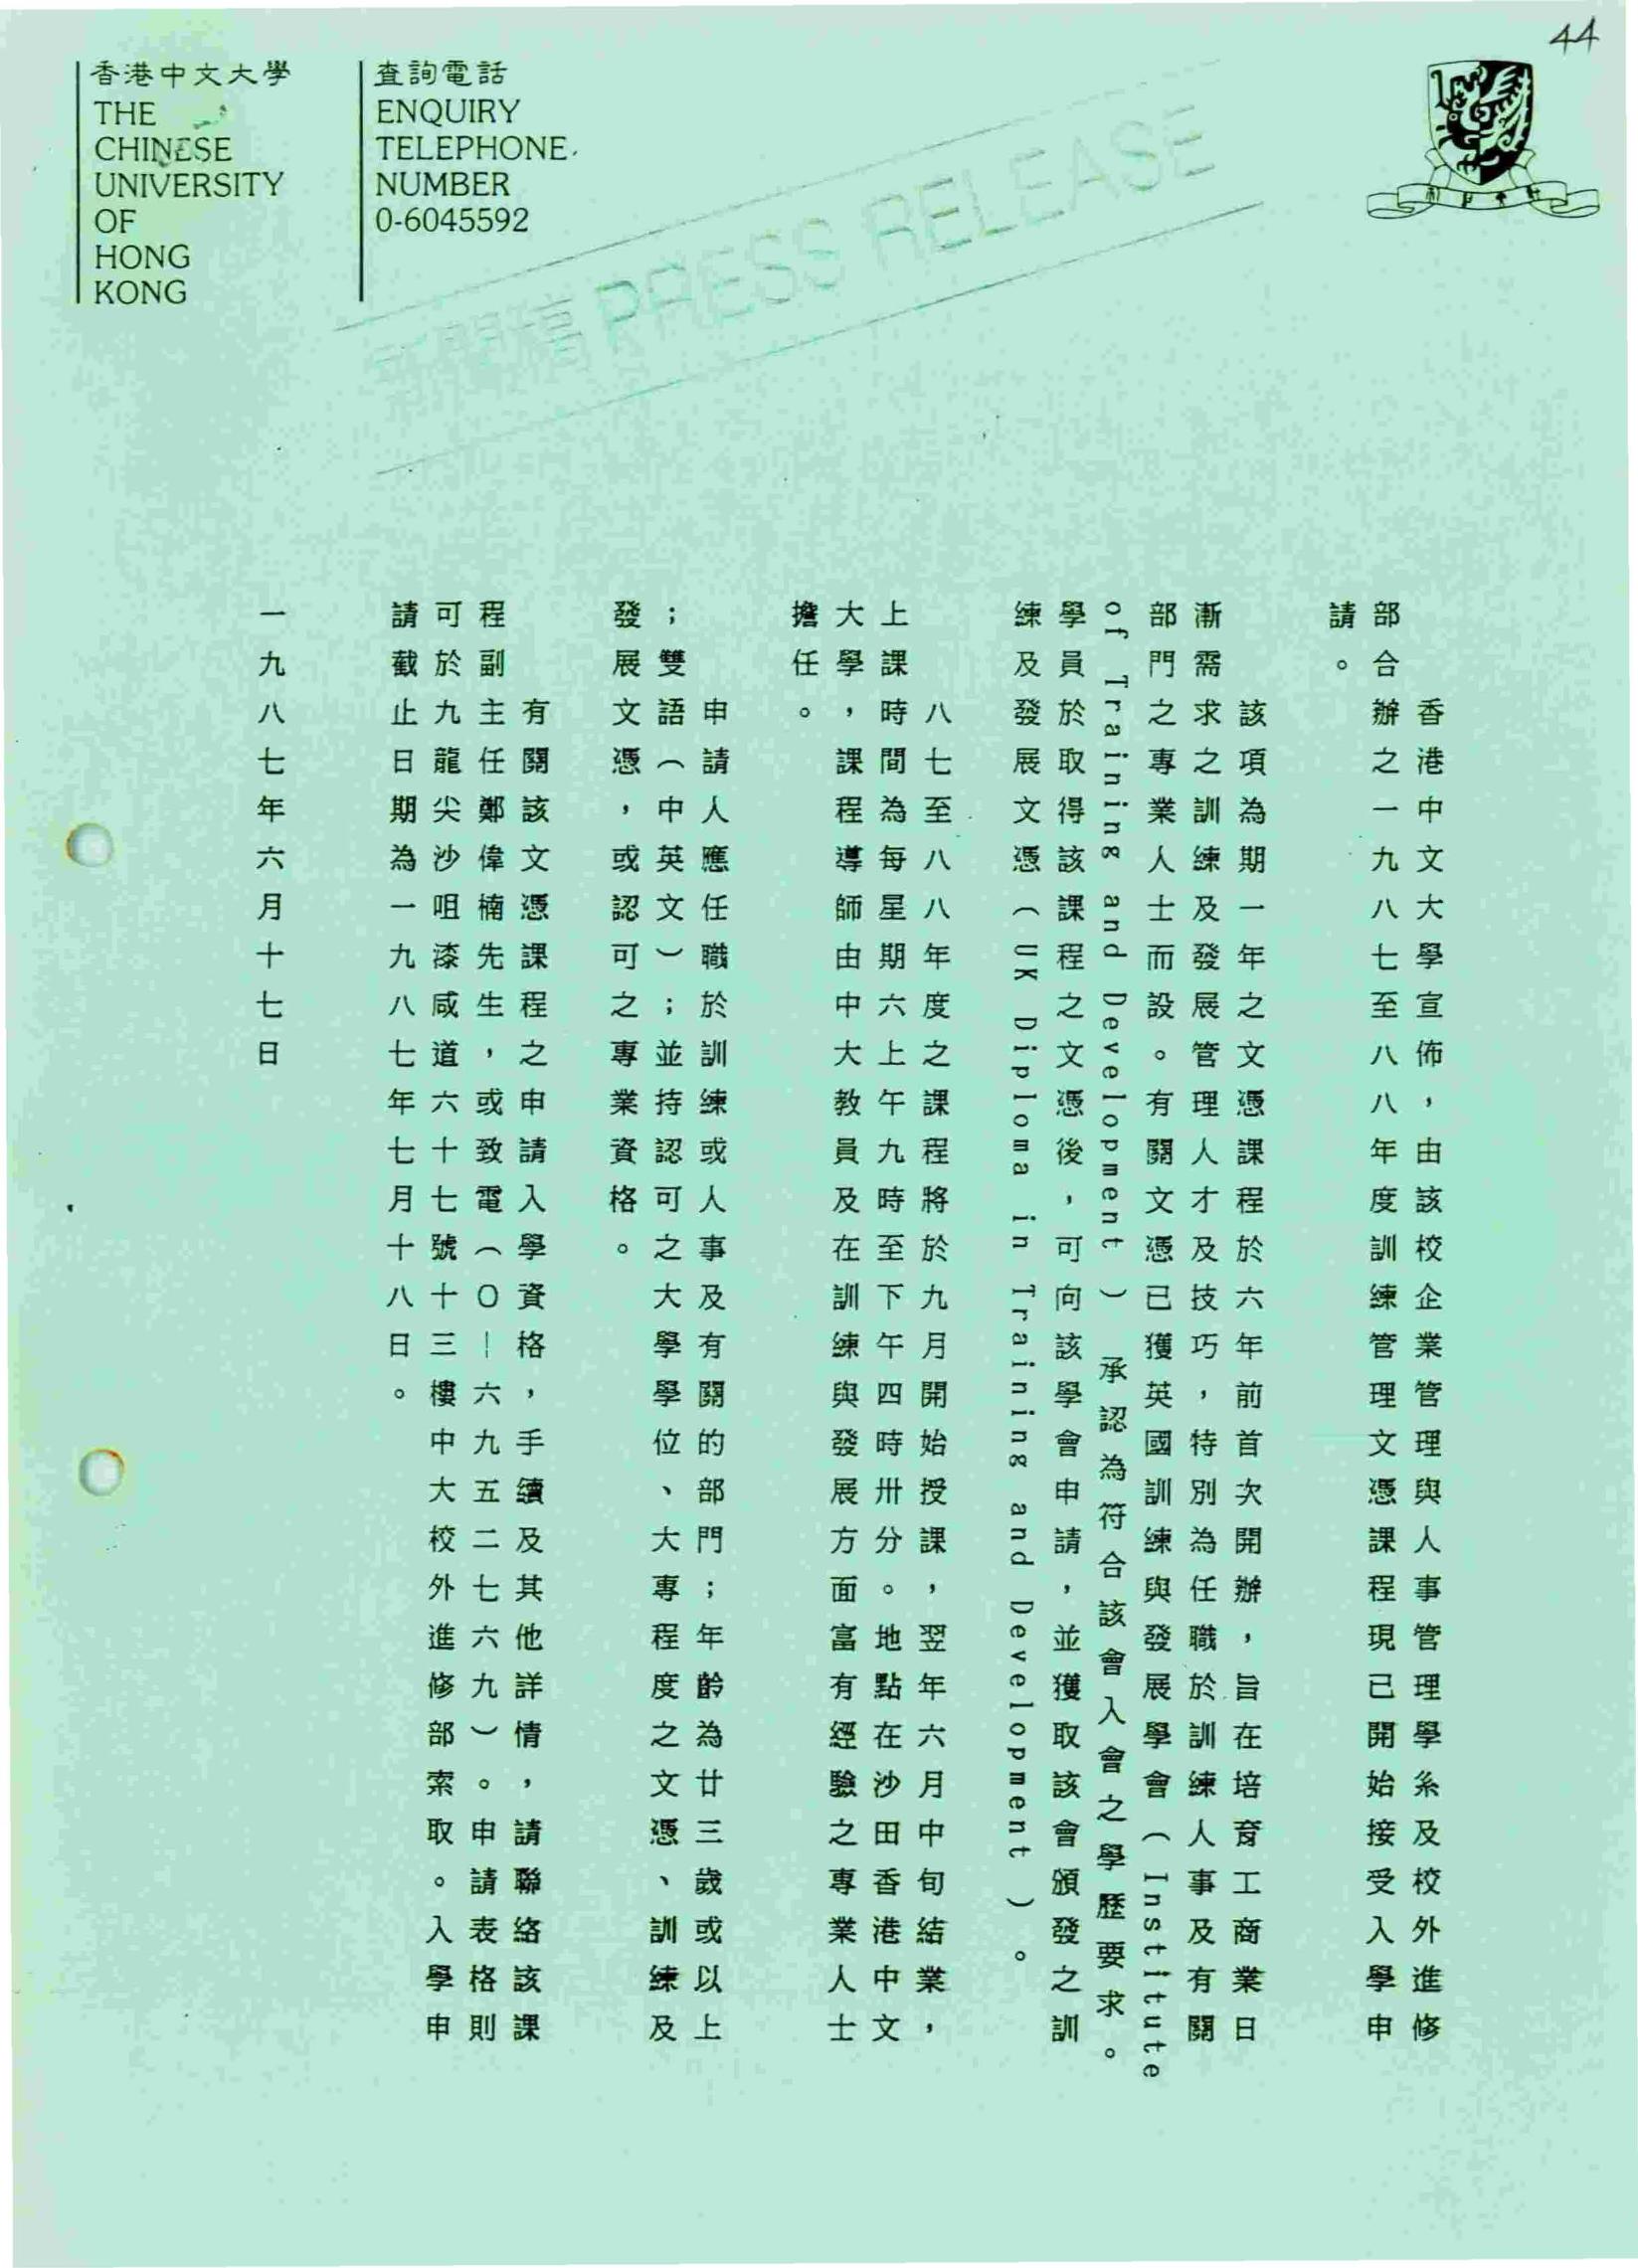 44
香港中文大學
THE
CHINESE
UNIVERSITY
OF
HONG
KONG
查詢電話
ENQUIRY
TELEPHONE
NUMBER
0-6045592
新聞稿 PRESS RELEASE
香港中文大學宣佈，由該校企業管理與人事管理學系及校外進修
部合辦之一九八七至八八年度訓練管理文憑課程現已開始接受入學申
請。
該項為期一年之文憑課程於六年前首次開辦，旨在培育工商業日
漸需求之訓練及發展管理人才及技巧，特別為任職於訓練人事及有關
部門之專業人士而設。有關文憑已獲英國訓練與發展學會（Institute
of Training and Development）承認為符合該會入會之學歷要求。
學員於取得該課程之文憑後，可向該學會申請，並獲取該會頒發之訓
練及發展文憑（UK Diploma in Training and Development）。
八七至八八年度之課程將於九月開始授課，翌年六月中旬結業，
上課時間為每星期六上午九時至下午四時卅分。地點在沙田香港中文
大學，課程導師由中大教員及在訓練與發展方面富有經驗之專業人士
擔任。
申請人應任職於訓練或人事及有關的部門；年齡為廿三歲或以上
；雙語（中英文）；並持認可之大學學位、大專程度之文憑、訓練及
發展文憑，或認可之專業資格。
有關該文憑課程之申請入學資格，手續及其他詳情，請聯絡該課
程副主任鄭偉楠先生，或致電（０—六九五二七六九）。申請表格則
可於九龍尖沙咀漆咸道六十七號十三樓中大校外進修部索取。入學申
請截止日期為一九八七年七月十八日。
一九八七年六月十七日